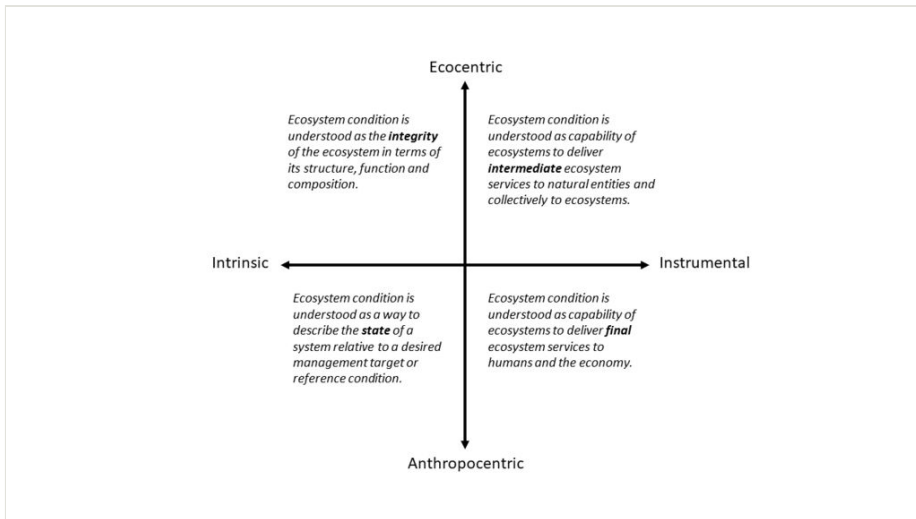 Ecocentric
Ecosystem condition is
understood as the integrity
of the ecosystem in terms of
its structure, function and
composition.
Ecosystem condition is
understood as capability of
ecosystems to deliver
intermediate ecosystem
services to natural entities and
collectively to ecosystems.
Intrinsic
Instrumental
Ecosystem condition is
understood as a way to
describe the state of a
system relative to a desired
management target or
reference condition.
Ecosystem condition is
understood as capability of
ecosystems to deliver final
ecosystem services to
humans and the economy.
Anthropocentric